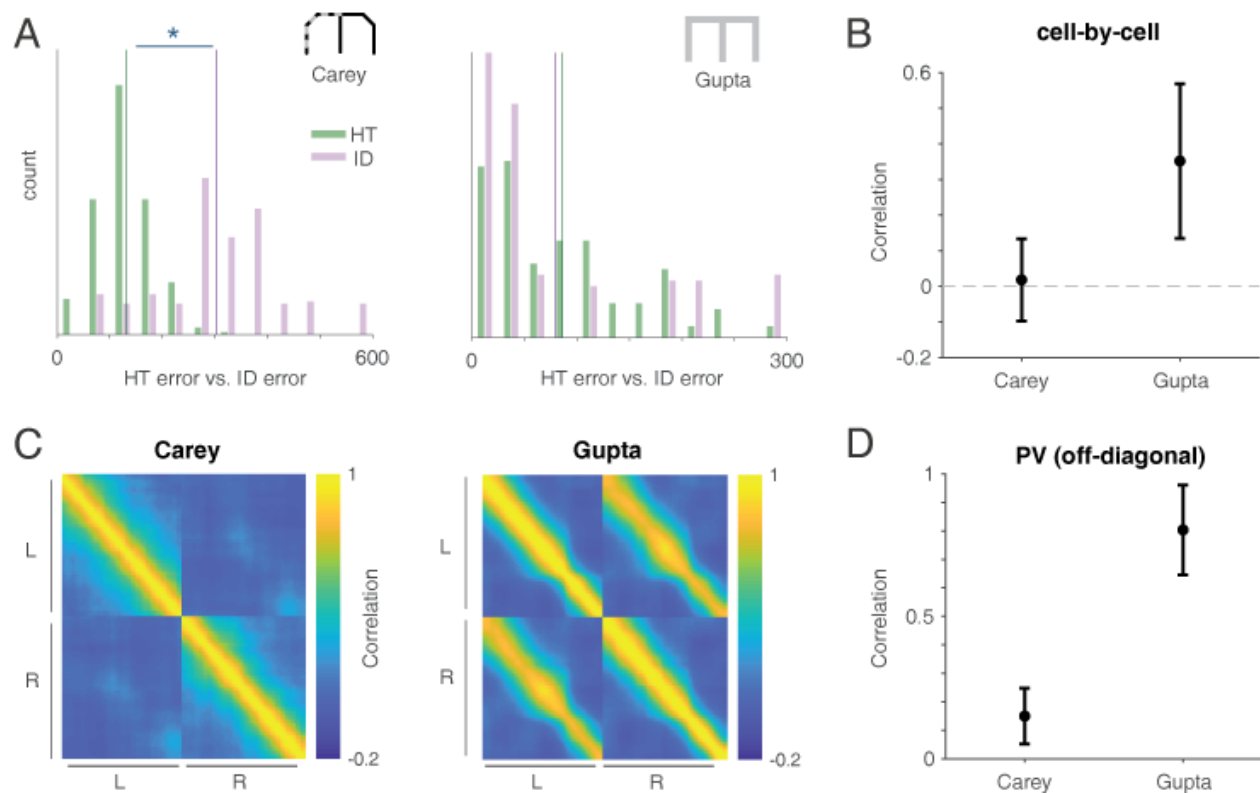 A
*
Carey
HT
ID
count
0
600
HT error vs. ID error
Gupta
0
300
HT error vs. ID error
B
cell-by-cell
0.6
0
-0.2
Correlation
Carey
Gupta
C
Carey
L
R
L
R
1
-0.2
Correlation
Gupta
L
R
L
R
1
-0.2
D
PV (off-diagonal)
1
0.5
0
Correlation
Carey
Gupta